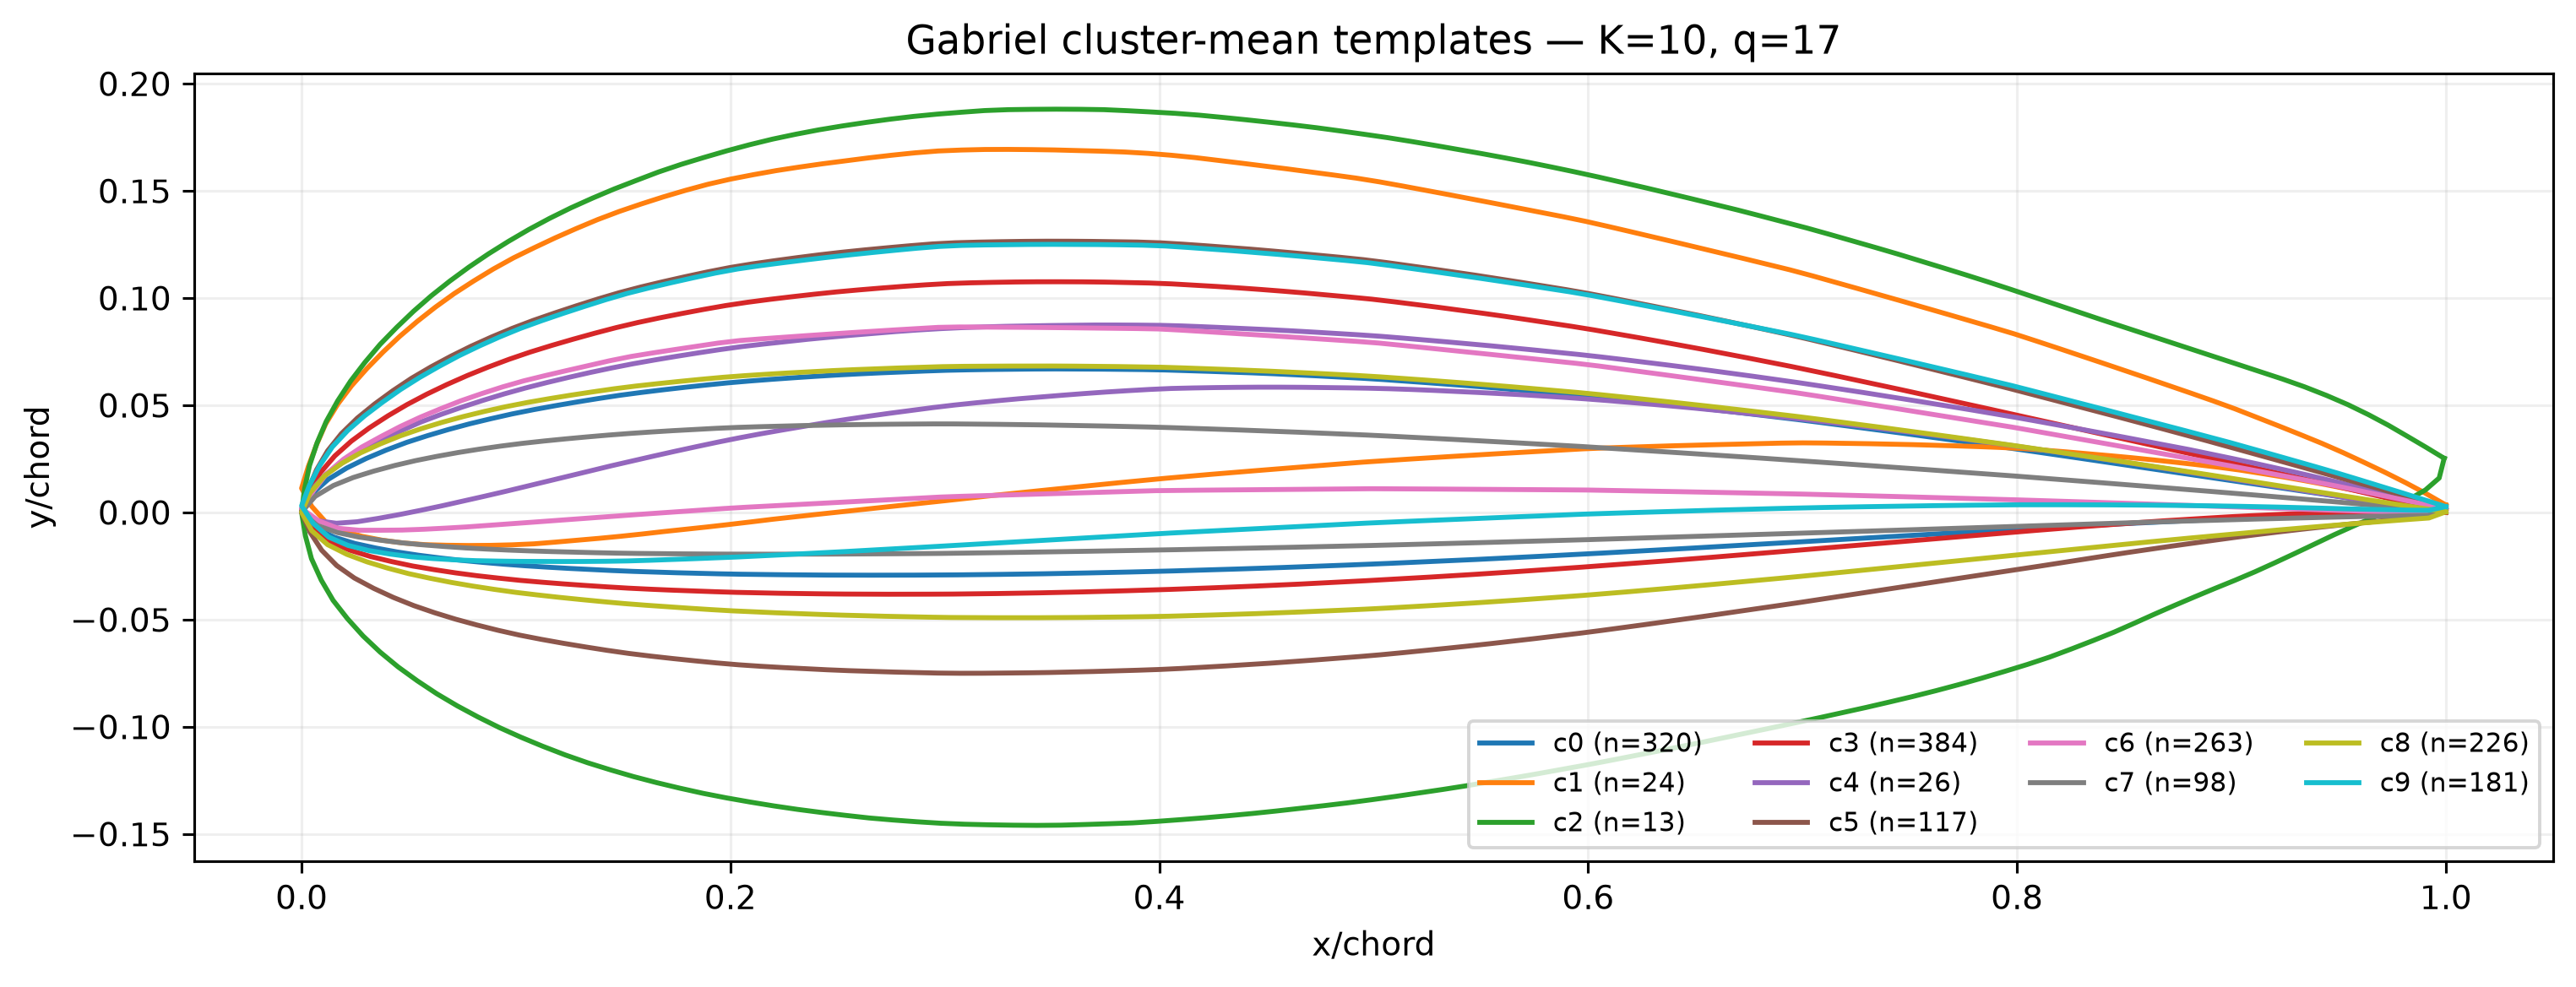 Gabriel cluster-mean templates — K=10, q=17
y/chord
0.20
0.15
0.10
0.05
0.00
−0.05
−0.10
−0.15
c0 (n=320)
c1 (n=24)
c2 (n=13)
c3 (n=384)
c4 (n=26)
c5 (n=117)
c6 (n=263)
c7 (n=98)
c8 (n=226)
c9 (n=181)
0.0 0.2 0.4 0.6 0.8 1.0
x/chord